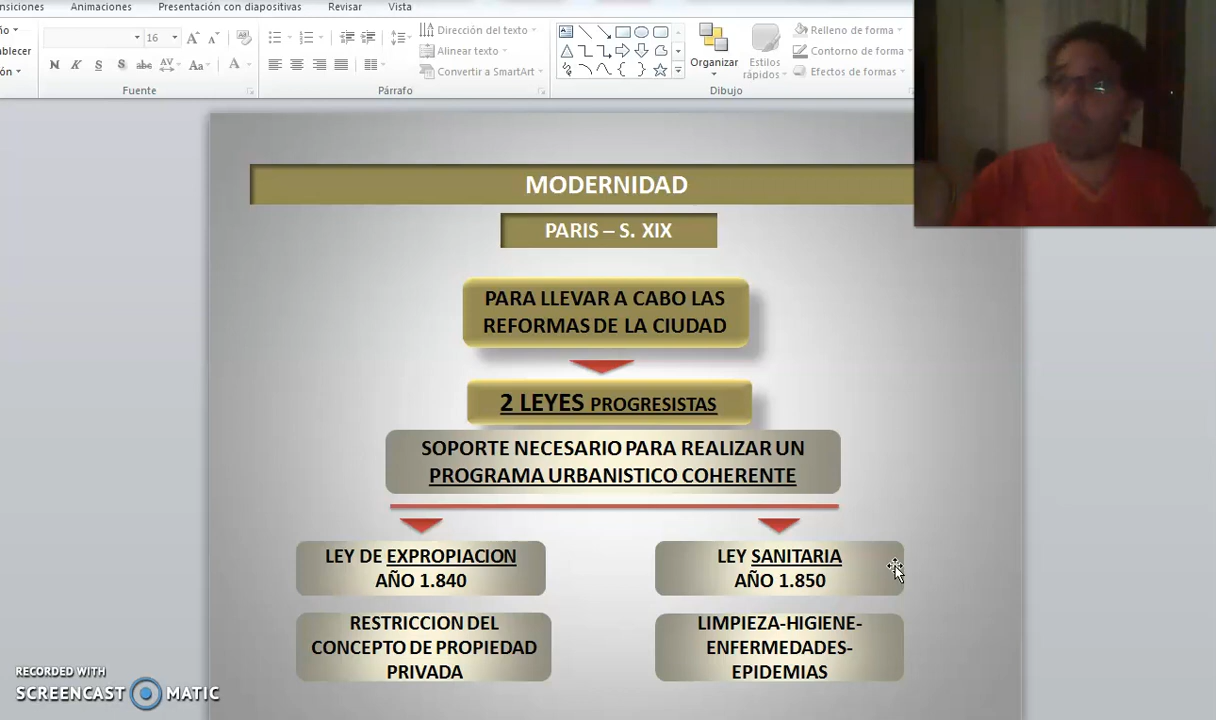 nsiciones Animaciones Presentación con diapositivas Revisar Vista
16
Dirección del texto
Relleno de forma
ablecer
Alinear texto
Organizar
Estilos
Contorno de forma
N K S S abc AV Aa A
Convertir a SmartArt
rápidos
Efectos de formas
Fuente Párrafo Dibujo
MODERNIDAD
PARIS – S. XIX
PARA LLEVAR A CABO LAS
REFORMAS DE LA CIUDAD
2 LEYES PROGRESISTAS
SOPORTE NECESARIO PARA REALIZAR UN
PROGRAMA URBANISTICO COHERENTE
LEY DE EXPROPIACION
AÑO 1.840
LEY SANITARIA
AÑO 1.850
RESTRICCION DEL
CONCEPTO DE PROPIEDAD
PRIVADA
LIMPIEZA-HIGIENE-
ENFERMEDADES-
EPIDEMIAS
RECORDED WITH
SCREENCAST MATIC